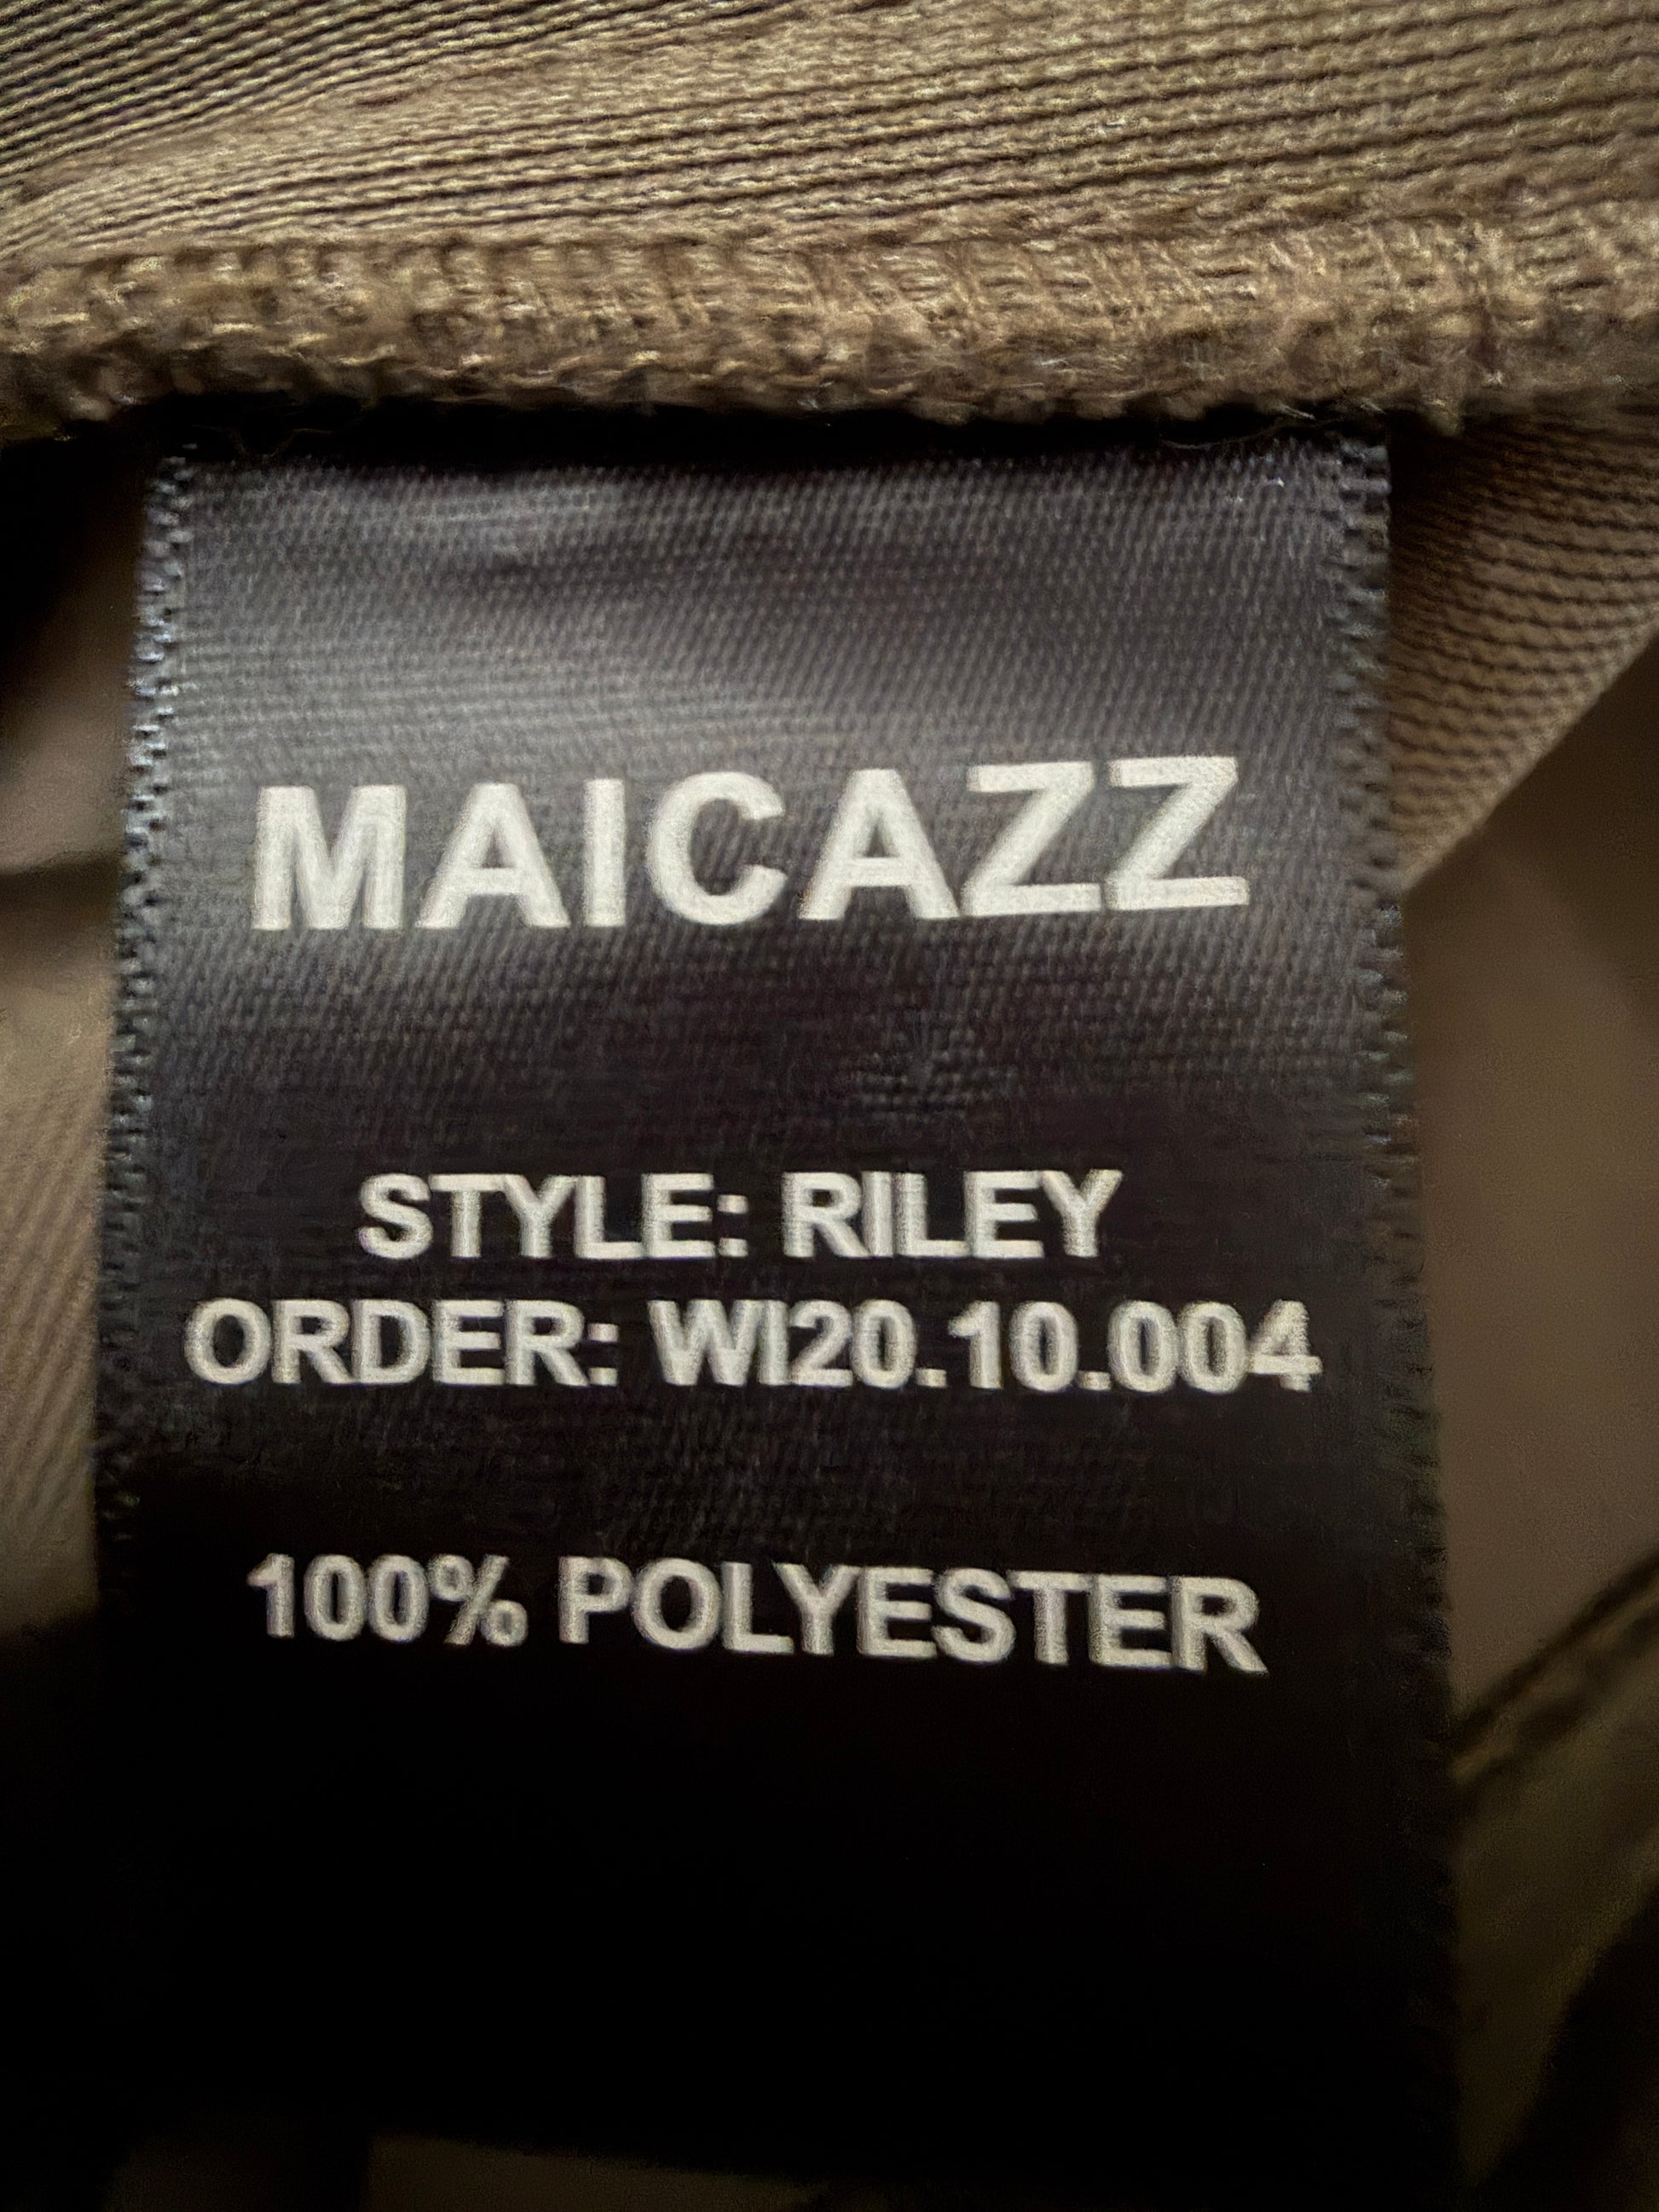 MAICAZZ
STYLE: RILEY
ORDER: WI20.10.004
100% POLYESTER